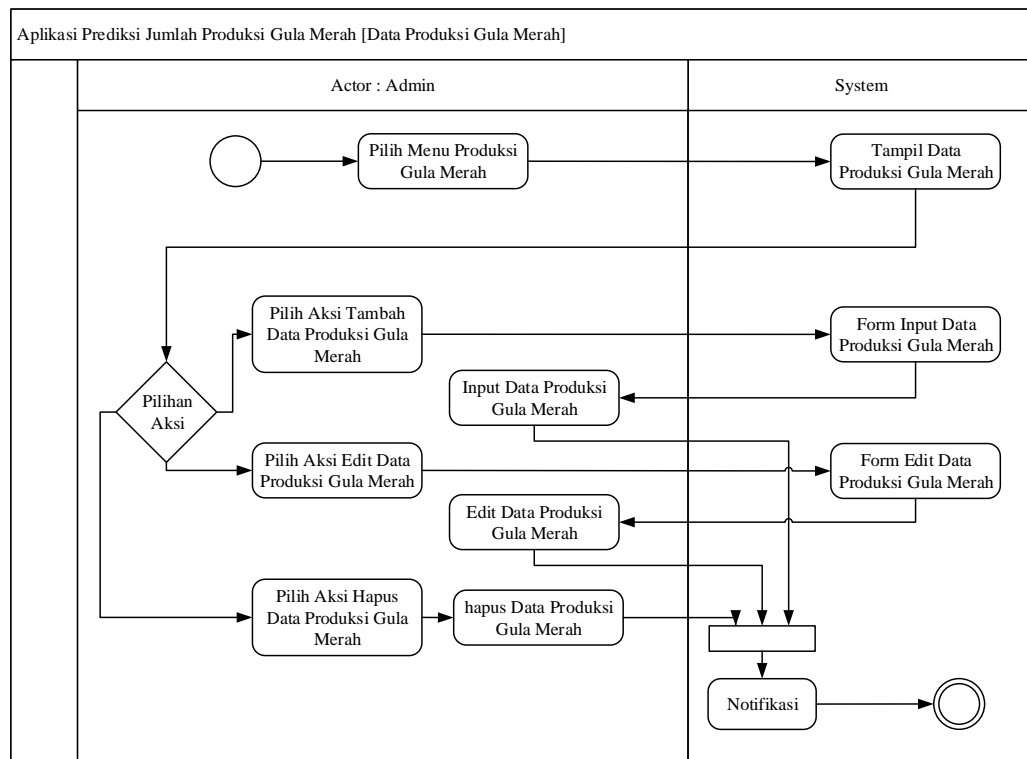 Aplikasi Prediksi Jumlah Produksi Gula Merah [Data Produksi Gula Merah]
Actor : Admin
System
Pilih Menu Produksi
Gula Merah
Tampil Data
Produksi Gula Merah
Pilih Aksi Tambah
Data Produksi Gula
Merah
Form Input Data
Produksi Gula Merah
Input Data Produksi
Gula Merah
Pilihan
Aksi
Pilih Aksi Edit Data
Produksi Gula Merah
Form Edit Data
Produksi Gula Merah
Edit Data Produksi
Gula Merah
Pilih Aksi Hapus
Data Produksi Gula
Merah
hapus Data Produksi
Gula Merah
Notifikasi